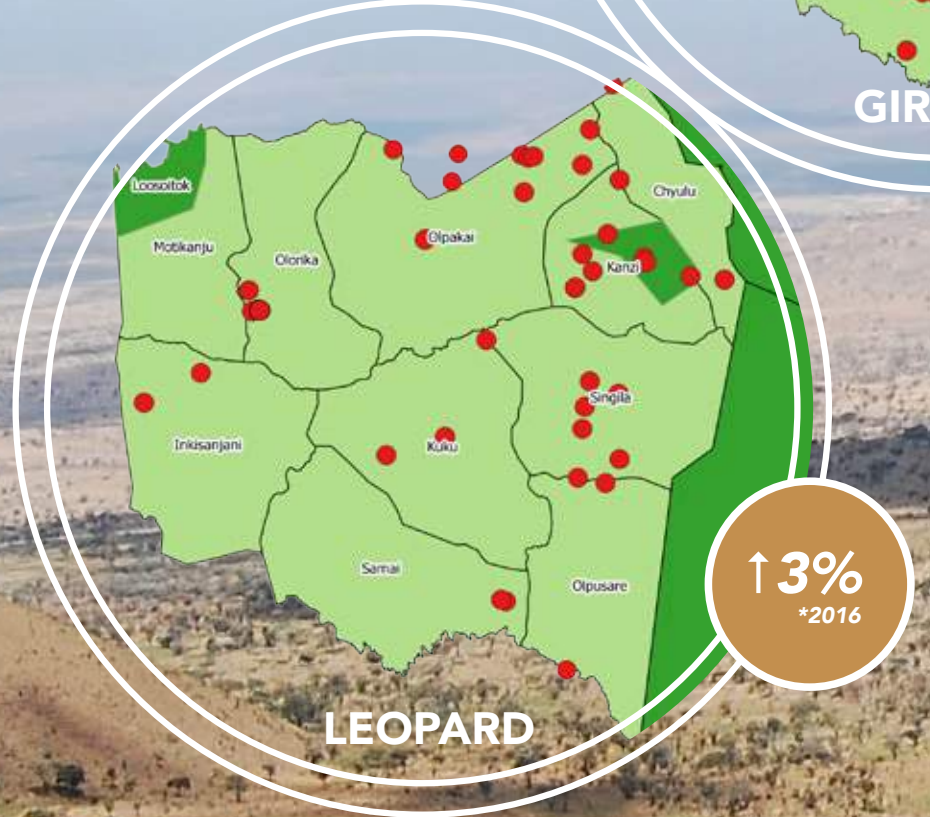 GIR
Loosoitok
Chyulu
Motikanju
Olorika
Olpakai
Kanzi
Singila
Inkisanjani
Kuku
Samai
Olpusare
↑3%
*2016
LEOPARD